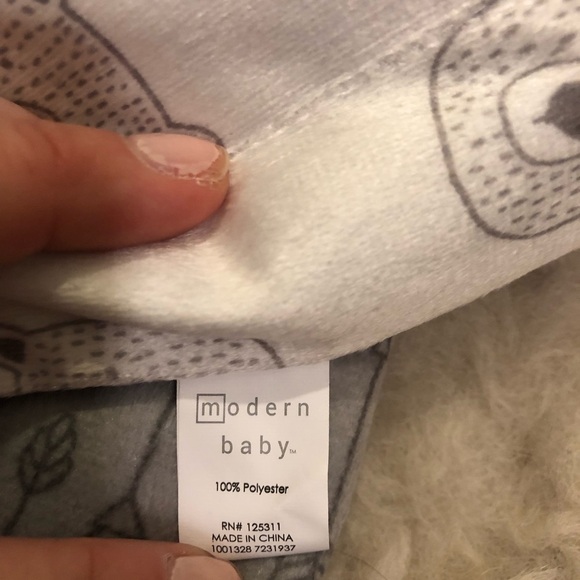 modern
baby™
100% Polyester
RN# 125311
MADE IN CHINA
1001328 7231937